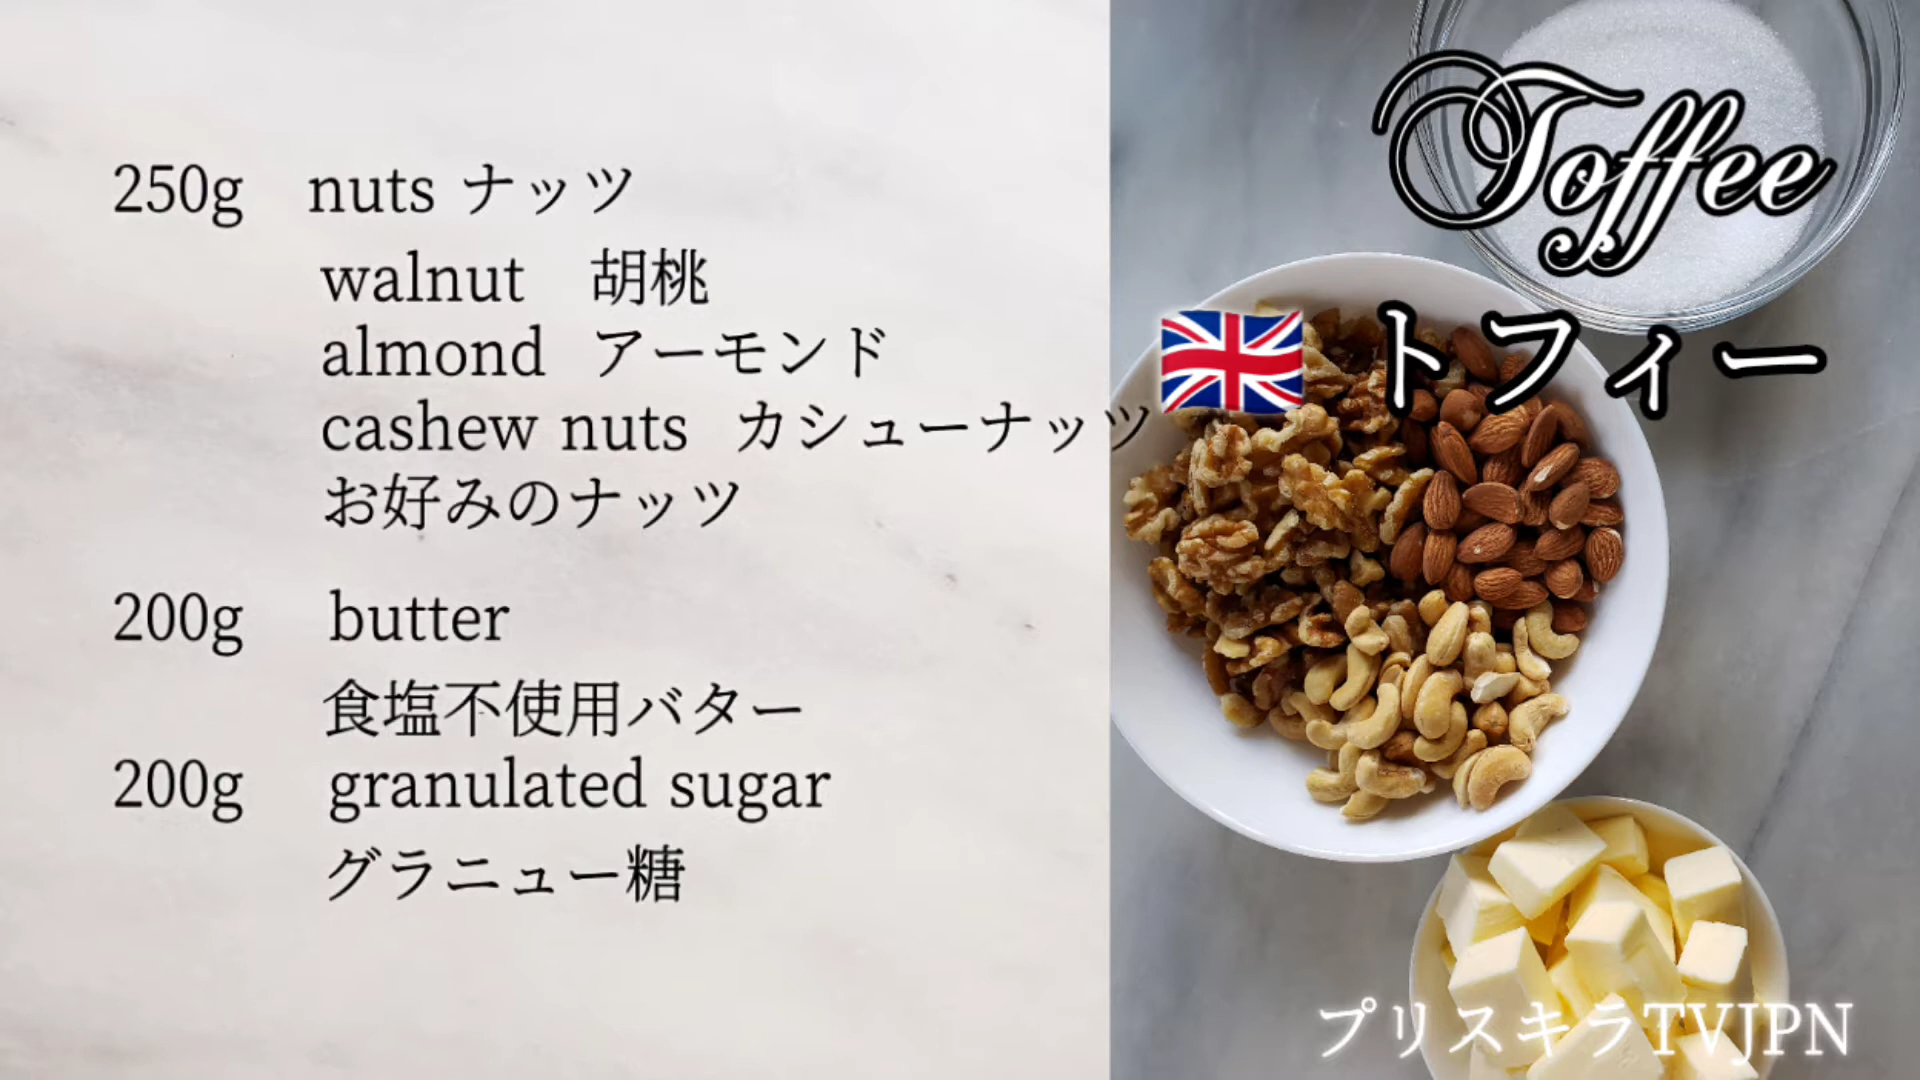 250g nuts ナッツ
walnut 胡桃
almond アーモンド
cashew nuts カシューナッツ
お好みのナッツ
200g butter
食塩不使用バター
200g granulated sugar
グラニュー糖
Toffee
トフィー
プリスキラTVJPN